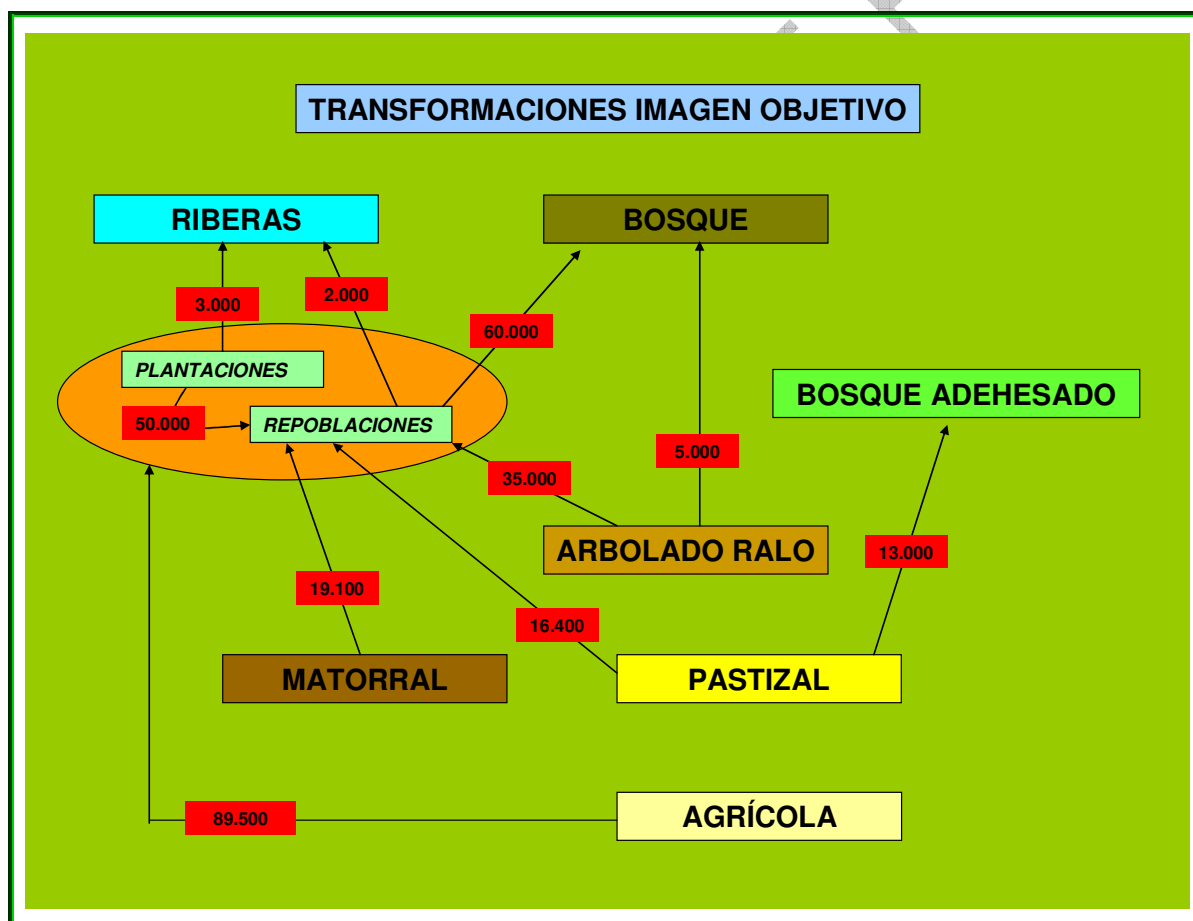 TRANSFORMACIONES IMAGEN OBJETIVO
RIBERAS
BOSQUE
3.000
2.000
60.000
PLANTACIONES
BOSQUE ADEHESADO
50.000
REPOBLACIONES
35.000
5.000
ARBOLADO RALO
13.000
19.100
16.400
MATORRAL
PASTIZAL
89.500
AGRÍCOLA